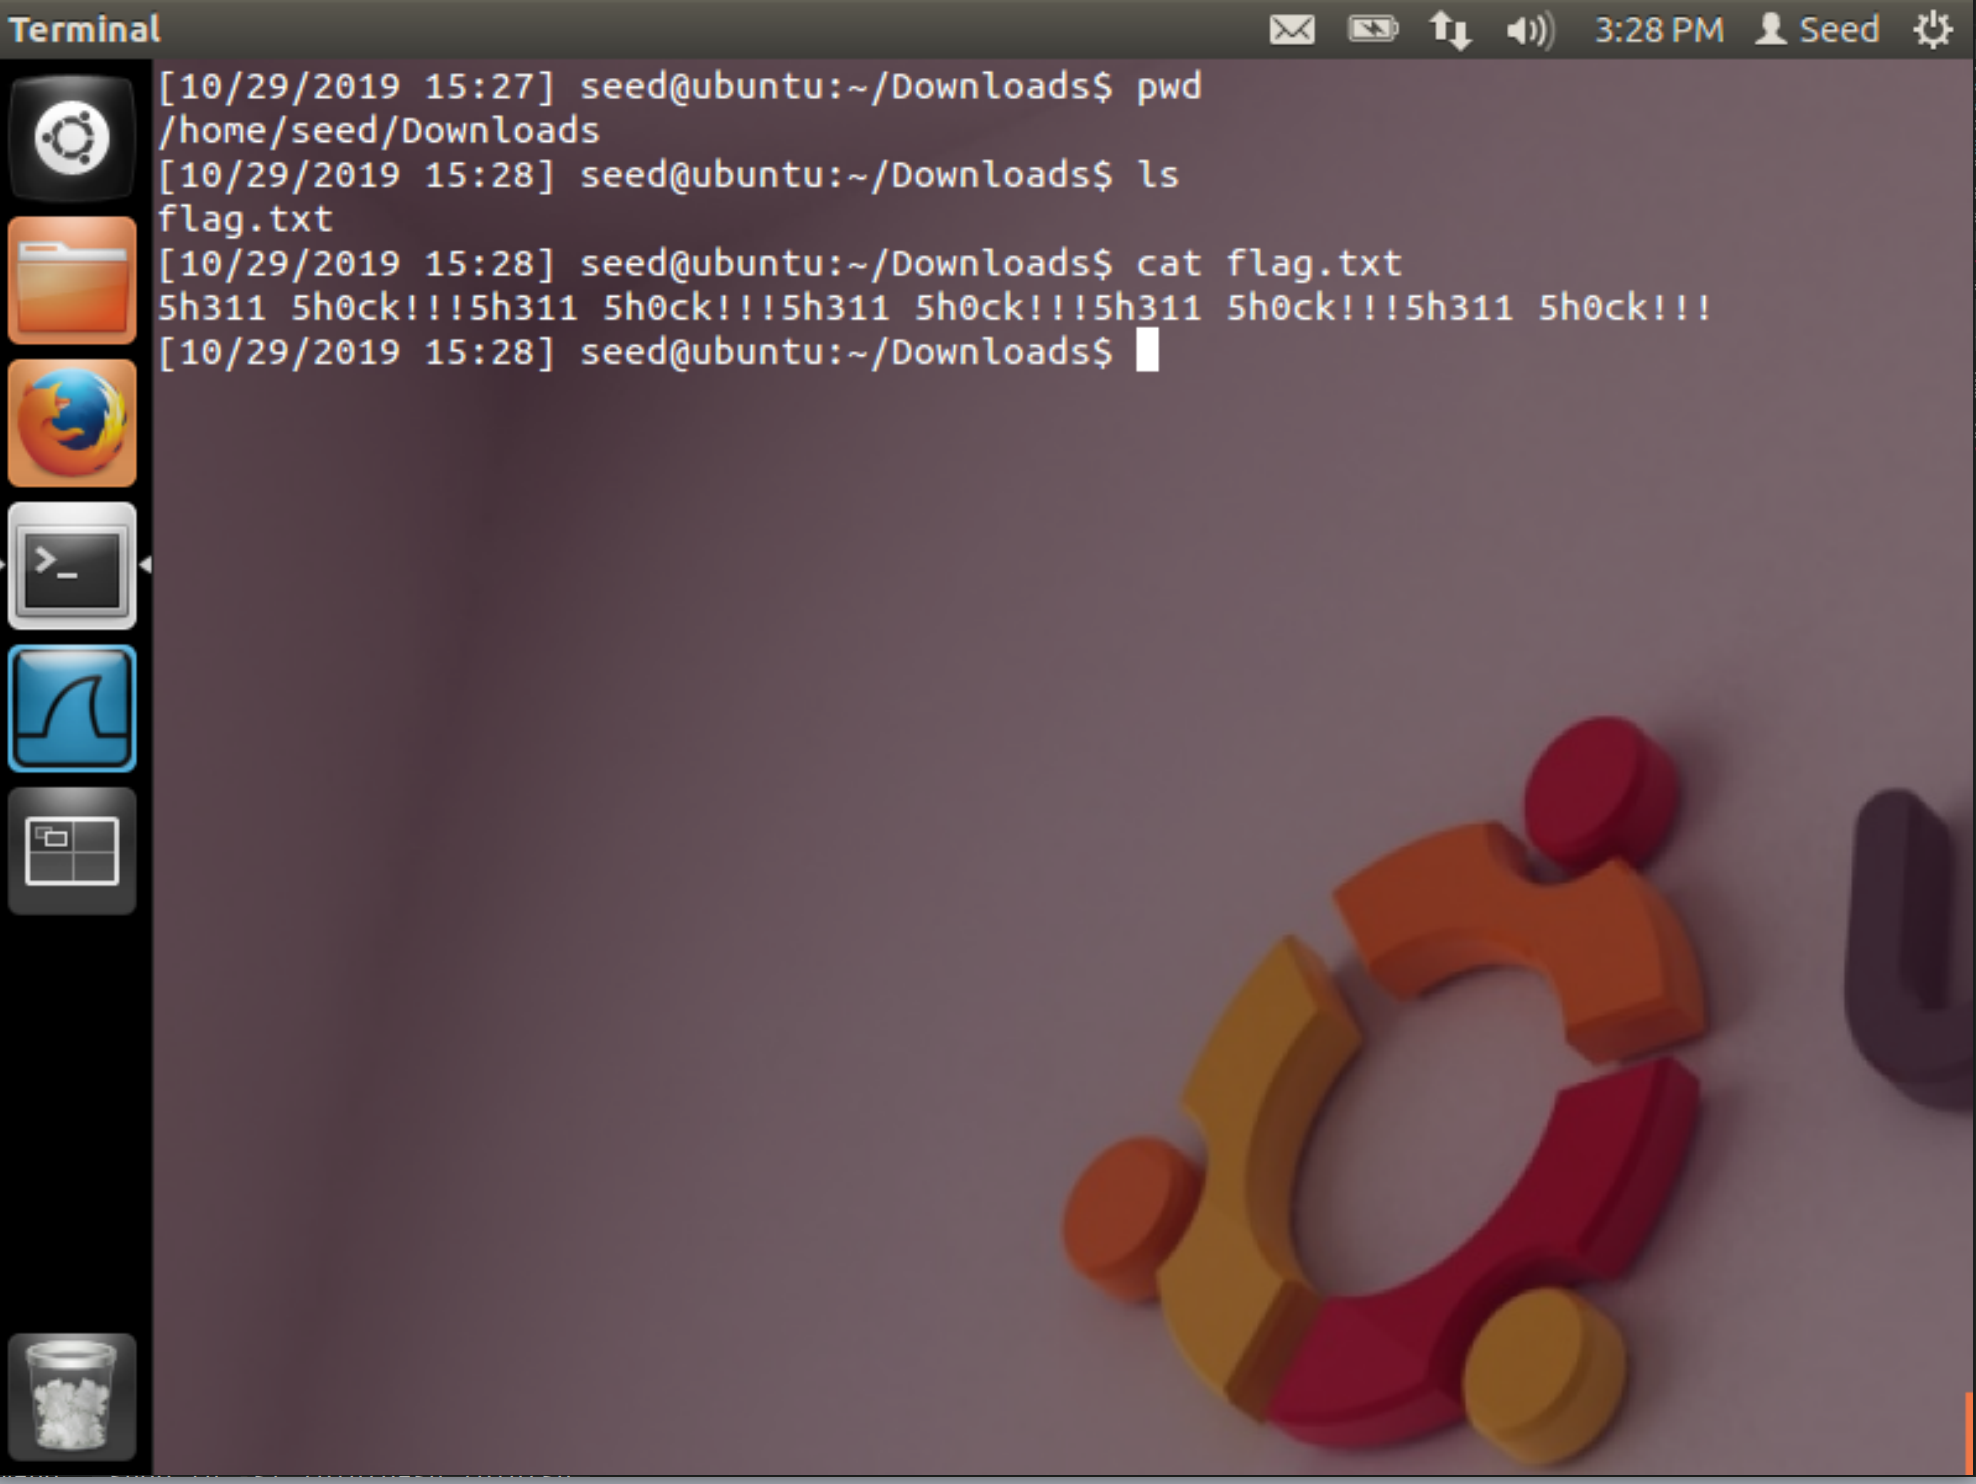 Terminal
3:28 PM Seed
[10/29/2019 15:27] seed@ubuntu:~/Downloads$ pwd
/home/seed/Downloads
[10/29/2019 15:28] seed@ubuntu:~/Downloads$ ls
flag.txt
[10/29/2019 15:28] seed@ubuntu:~/Downloads$ cat flag.txt
5h311 5h0ck!!!5h311 5h0ck!!!5h311 5h0ck!!!5h311 5h0ck!!!5h311 5h0ck!!!
[10/29/2019 15:28] seed@ubuntu:~/Downloads$
>_